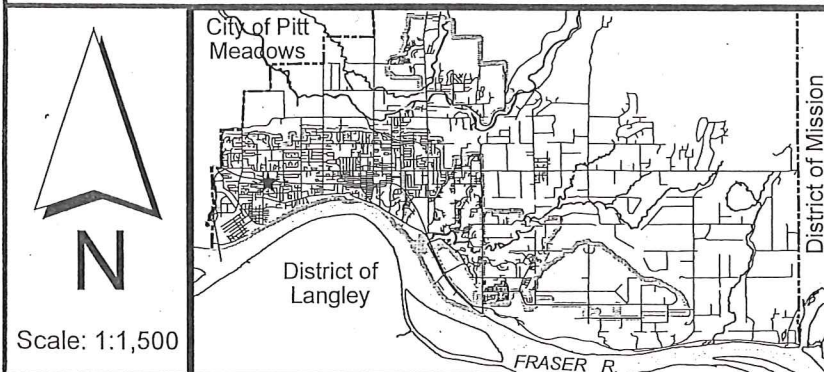 N
Scale: 1:1,500
City of Pitt
Meadows
District of
Langley
FRASER R.
District of Mission